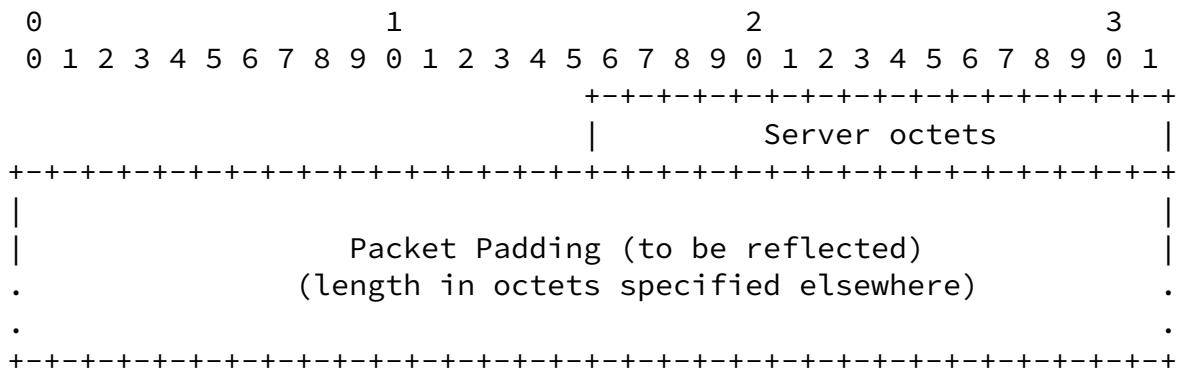 0                   1                   2                   3
 0 1 2 3 4 5 6 7 8 9 0 1 2 3 4 5 6 7 8 9 0 1 2 3 4 5 6 7 8 9 0 1
                                +-+-+-+-+-+-+-+-+-+-+-+-+-+-+-+-+
                                |         Server octets         |
+-+-+-+-+-+-+-+-+-+-+-+-+-+-+-+-+-+-+-+-+-+-+-+-+-+-+-+-+-+-+-+-+
|                                                               |
|                  Packet Padding (to be reflected)             |
.               (length in octets specified elsewhere)          .
.                                                               .
+-+-+-+-+-+-+-+-+-+-+-+-+-+-+-+-+-+-+-+-+-+-+-+-+-+-+-+-+-+-+-+-+